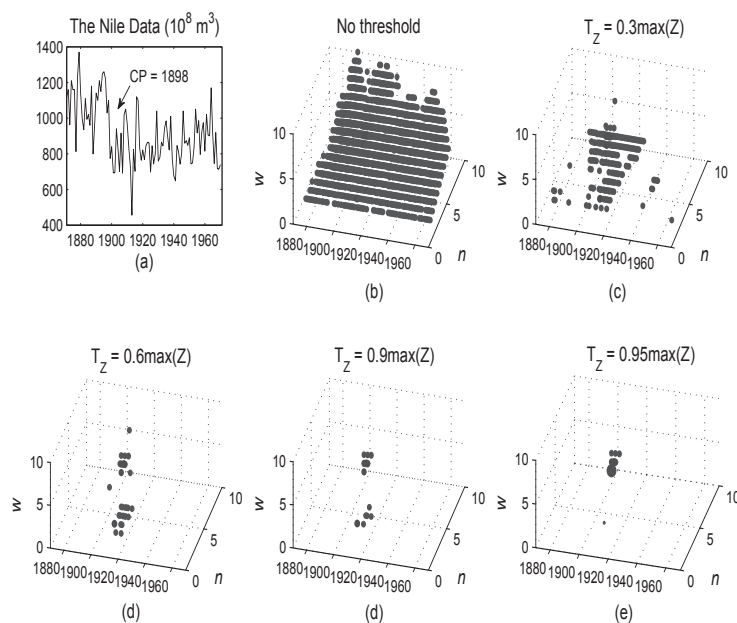 The Nile Data (10^8 m^3)
1400
1200
1000
800
600
400
CP = 1898
1880 1900 1920 1940 1960
(a)
No threshold
10
5
0
w
1880
1900
1920
1940
1960
0
5
10
n
(b)
T_Z = 0.3max(Z)
10
5
0
w
1880
1900
1920
1940
1960
0
5
10
n
(c)
T_Z = 0.6max(Z)
10
5
0
w
1880
1900
1920
1940
1960
0
5
10
n
(d)
T_Z = 0.9max(Z)
10
5
0
w
1880
1900
1920
1940
1960
0
5
10
n
(d)
T_Z = 0.95max(Z)
10
5
0
w
1880
1900
1920
1940
1960
0
5
10
n
(e)